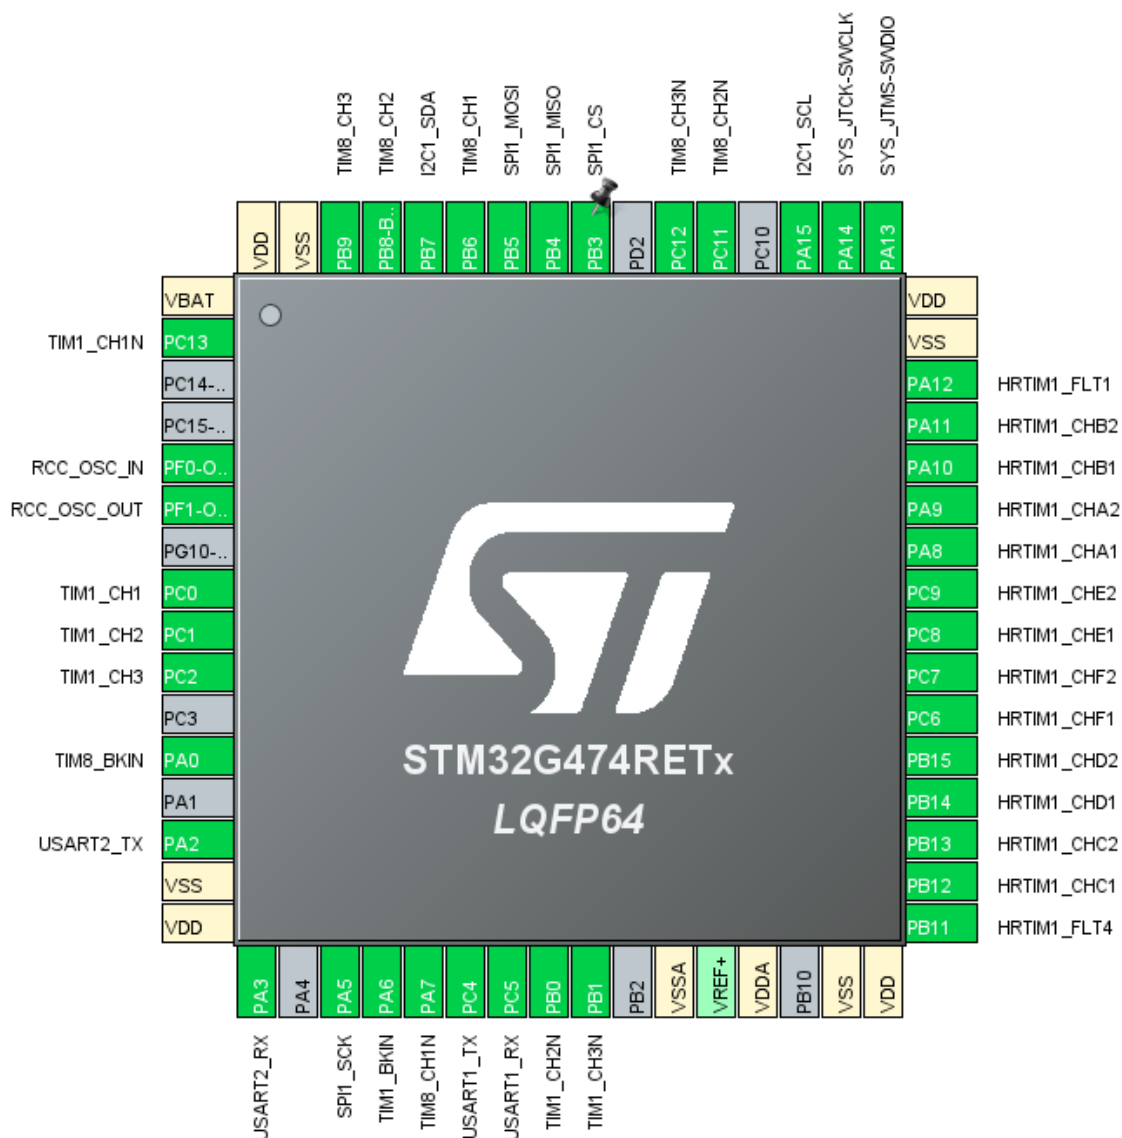 TIM8_CH3
TIM8_CH2
I2C1_SDA
TIM8_CH1
SPI1_MOSI
SPI1_MISO
SPI1_CS
TIM8_CH3N
TIM8_CH2N
I2C1_SCL
SYS_JTCK-SWCLK
SYS_JTMS-SWDIO
VDD
VSS
PB9
PB8-B..
PB7
PB6
PB5
PB4
PB3
PD2
PC12
PC11
PC10
PA15
PA14
PA13
VBAT
TIM1_CH1N PC13
PC14-..
PC15-..
RCC_OSC_IN PF0-O..
RCC_OSC_OUT PF1-O..
PG10-..
TIM1_CH1 PC0
TIM1_CH2 PC1
TIM1_CH3 PC2
PC3
TIM8_BKIN PA0
PA1
USART2_TX PA2
VSS
VDD
ST
STM32G474RETx
LQFP64
VDD
VSS
PA12 HRTIM1_FLT1
PA11 HRTIM1_CHB2
PA10 HRTIM1_CHB1
PA9 HRTIM1_CHA2
PA8 HRTIM1_CHA1
PC9 HRTIM1_CHE2
PC8 HRTIM1_CHE1
PC7 HRTIM1_CHF2
PC6 HRTIM1_CHF1
PB15 HRTIM1_CHD2
PB14 HRTIM1_CHD1
PB13 HRTIM1_CHC2
PB12 HRTIM1_CHC1
PB11 HRTIM1_FLT4
PA3
PA4
PA5
PA6
PA7
PC4
PC5
PB0
PB1
PB2
VSSA
VREF+
VDDA
PB10
VSS
VDD
USART2_RX
SPI1_SCK
TIM1_BKIN
TIM8_CH1N
USART1_TX
USART1_RX
TIM1_CH2N
TIM1_CH3N